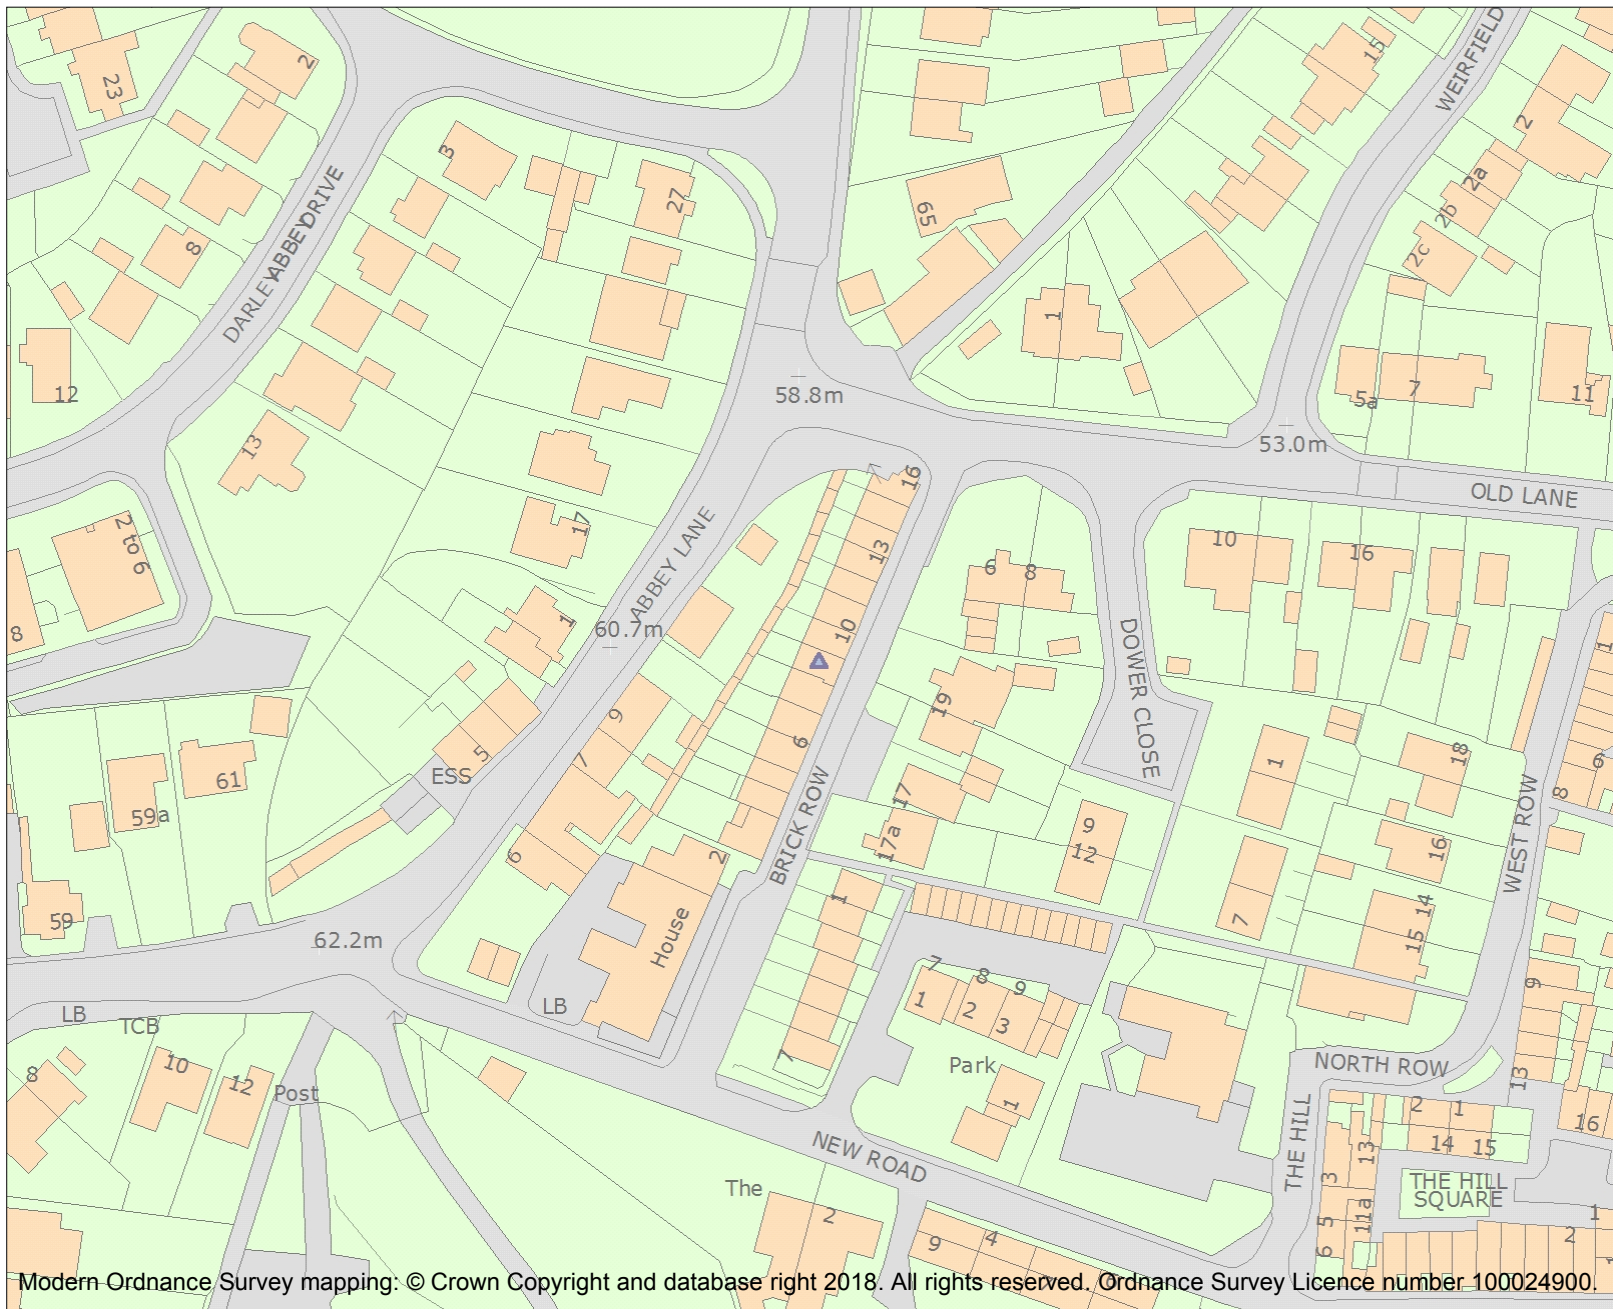 23
2
15
WEIRFIELD
2
3
27
65
2a
2b
2c
8
DARLEY ABBEY DRIVE
1
12
58.8m
5a
7
11
13
53.0m
16
OLD LANE
2 to 6
17
ABBEY LANE
13
10
16
6
8
8
1
60.7m
10
DOWER CLOSE
19
9
7
6
5
ESS
17
1
18
WEST ROW
6
8
59a
61
BRICK ROW
17a
9
12
16
6
2
1
7
14
15
59
62.2m
House
7
8
9
1
2
3
9
LB
LB
TCB
Park
NORTH ROW
13
8
10
12
Post
7
1
THE HILL
2
1
14
15
16
13
3
THE HILL
SQUARE
NEW ROAD
The
2
5
11a
6
1
2
9
4
Modern Ordnance Survey mapping: © Crown Copyright and database right 2018. All rights reserved. Ordnance Survey Licence number 100024900.